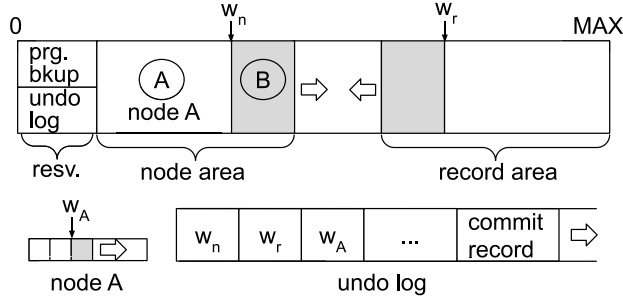 0
w_n
w_r
MAX
prg.
bkup
undo
log
A
node A
B
resv.
node area
record area
w_A
node A
w_n
w_r
w_A
...
commit
record
undo log